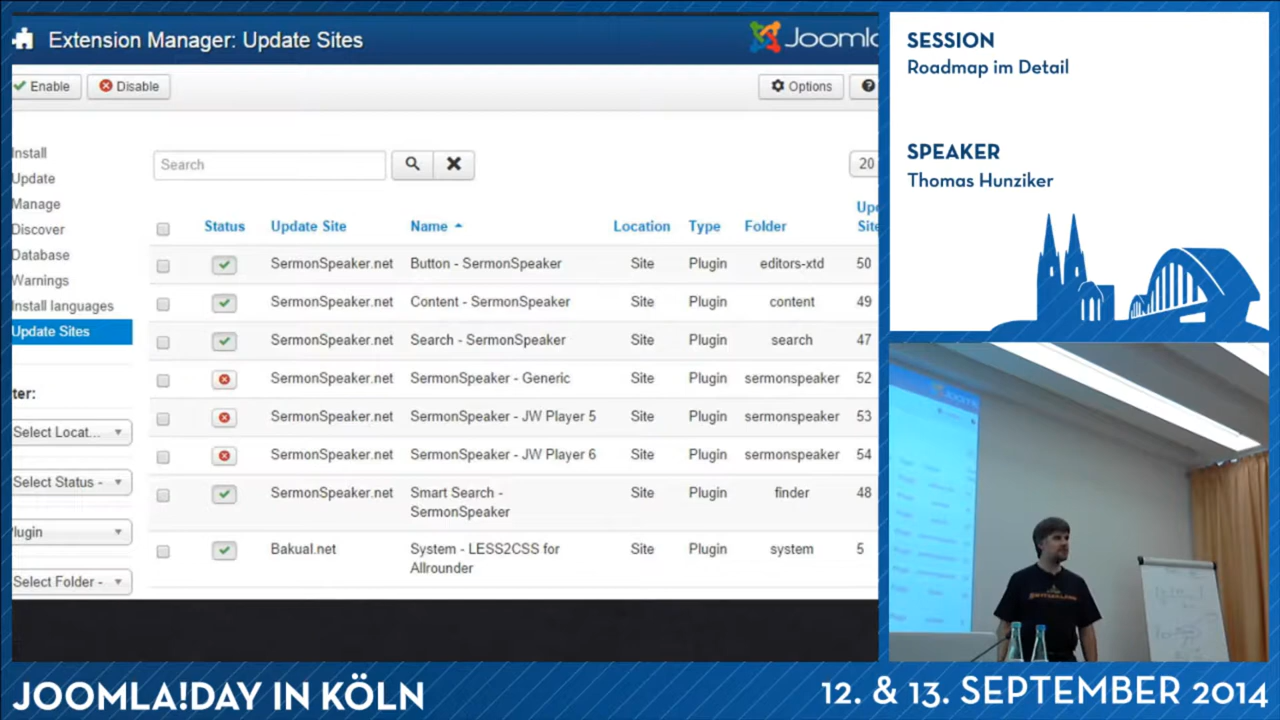 Extension Manager: Update Sites
Joomla
Enable
Disable
Options
Install
Update
Manage
Discover
Database
Warnings
Install languages
Update Sites
ter:
Select Locat...
Select Status -
lugin
Select Folder -
Search
20
Status Update Site Name Location Type Folder Upd
Site
SermonSpeaker.net Button - SermonSpeaker Site Plugin editors-xtd 50
SermonSpeaker.net Content - SermonSpeaker Site Plugin content 49
SermonSpeaker.net Search - SermonSpeaker Site Plugin search 47
SermonSpeaker.net SermonSpeaker - Generic Site Plugin sermonspeaker 52
SermonSpeaker.net SermonSpeaker - JW Player 5 Site Plugin sermonspeaker 53
SermonSpeaker.net SermonSpeaker - JW Player 6 Site Plugin sermonspeaker 54
SermonSpeaker.net Smart Search - Site Plugin finder 48
SermonSpeaker
Bakual.net System - LESS2CSS for Site Plugin system 5
Allrounder
SESSION
Roadmap im Detail
SPEAKER
Thomas Hunziker
SWITZERLAND
JOOMLA!DAY IN KÖLN
12. & 13. SEPTEMBER 2014